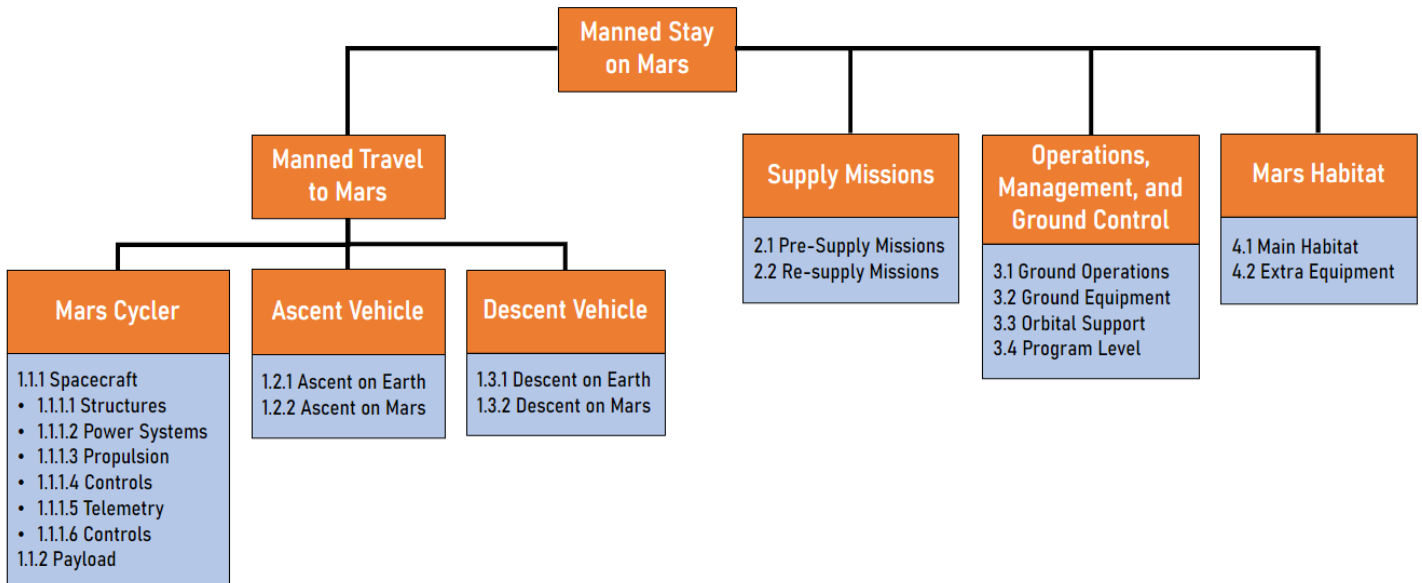 Manned Stay
on Mars
Manned Travel
to Mars
Supply Missions
2.1 Pre-Supply Missions
2.2 Re-supply Missions
Operations,
Management, and
Ground Control
3.1 Ground Operations
3.2 Ground Equipment
3.3 Orbital Support
3.4 Program Level
Mars Habitat
4.1 Main Habitat
4.2 Extra Equipment
Mars Cycler
1.1.1 Spacecraft
• 1.1.1.1 Structures
• 1.1.1.2 Power Systems
• 1.1.1.3 Propulsion
• 1.1.1.4 Controls
• 1.1.1.5 Telemetry
• 1.1.1.6 Controls
1.1.2 Payload
Ascent Vehicle
1.2.1 Ascent on Earth
1.2.2 Ascent on Mars
Descent Vehicle
1.3.1 Descent on Earth
1.3.2 Descent on Mars